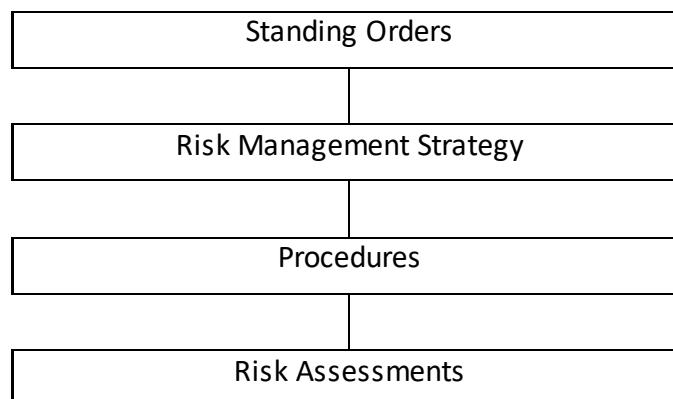 Standing Orders
Risk Management Strategy
Procedures
Risk Assessments